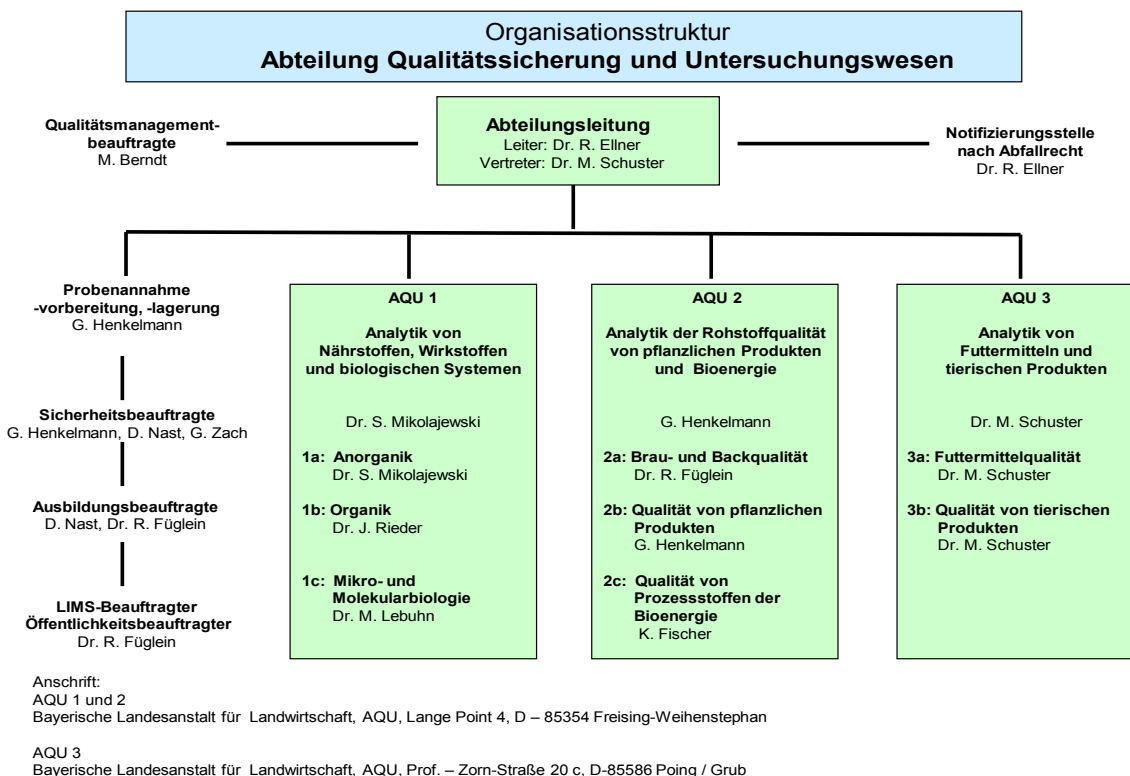 Organisationsstruktur
Abteilung Qualitätssicherung und Untersuchungswesen
Qualitätsmanagement-
beauftragte
M. Berndt
Abteilungsleitung
Leiter: Dr. R. Ellner
Vertreter: Dr. M. Schuster
Notifizierungsstelle
nach Abfallrecht
Dr. R. Ellner
Probenannahme
-vorbereitung, -lagerung
G. Henkelmann
Sicherheitsbeauftragte
G. Henkelmann, D. Nast, G. Zach
Ausbildungsbeauftragte
D. Nast, Dr. R. Füglein
LIMS-Beauftragter
Öffentlichkeitsbeauftragter
Dr. R. Füglein
AQU 1
Analytik von
Nährstoffen, Wirkstoffen
und biologischen Systemen
Dr. S. Mikolajewski
1a: Anorganik
Dr. S. Mikolajewski
1b: Organik
Dr. J. Rieder
1c: Mikro- und
Molekularbiologie
Dr. M. Lebuhn
AQU 2
Analytik der Rohstoffqualität
von pflanzlichen Produkten
und Bioenergie
G. Henkelmann
2a: Brau- und Backqualität
Dr. R. Füglein
2b: Qualität von pflanzlichen
Produkten
G. Henkelmann
2c: Qualität von
Prozessstoffen der
Bioenergie
K. Fischer
AQU 3
Analytik von
Futtermitteln und
tierischen Produkten
Dr. M. Schuster
3a: Futtermittelqualität
Dr. M. Schuster
3b: Qualität von tierischen
Produkten
Dr. M. Schuster
Anschrift:
AQU 1 und 2
Bayerische Landesanstalt für Landwirtschaft, AQU, Lange Point 4, D – 85354 Freising-Weihenstephan
AQU 3
Bayerische Landesanstalt für Landwirtschaft, AQU, Prof. – Zorn-Straße 20 c, D-85586 Poing / Grub